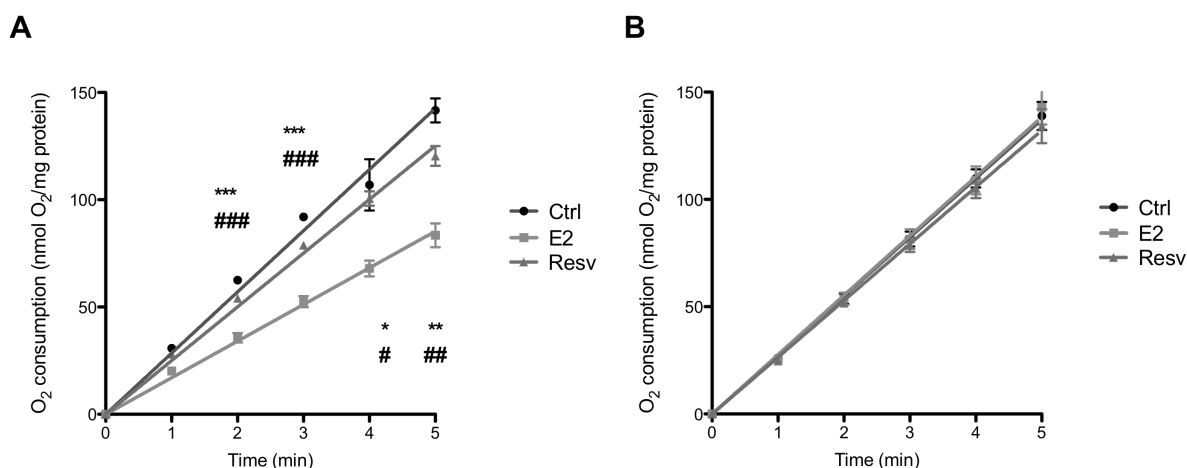 A
O2 consumption (nmol O2/mg protein)
150
100
50
0
***
###
***
###
*
#
**
##
0 1 2 3 4 5
Time (min)
Ctrl
E2
Resv
B
O2 consumption (nmol O2/mg protein)
150
100
50
0
0 1 2 3 4 5
Time (min)
Ctrl
E2
Resv